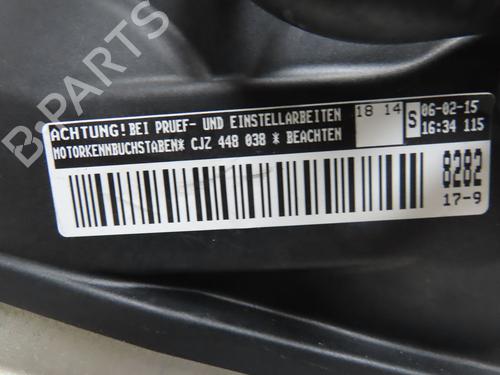 B-PARTS
ACHTUNG! BEI PRUEF- UND EINSTELLARBEITEN
MOTORKENNBUCHSTABEN* CJZ 448 038 * BEACHTEN
18 14
S
06-02-15
16:34 115
8282
17-9